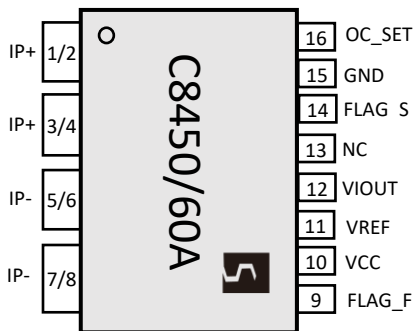 IP+ 1/2
IP+ 3/4
IP- 5/6
IP- 7/8
C8450/60A
16 OC_SET
15 GND
14 FLAG S
13 NC
12 VIOUT
11 VREF
10 VCC
9 FLAG_F